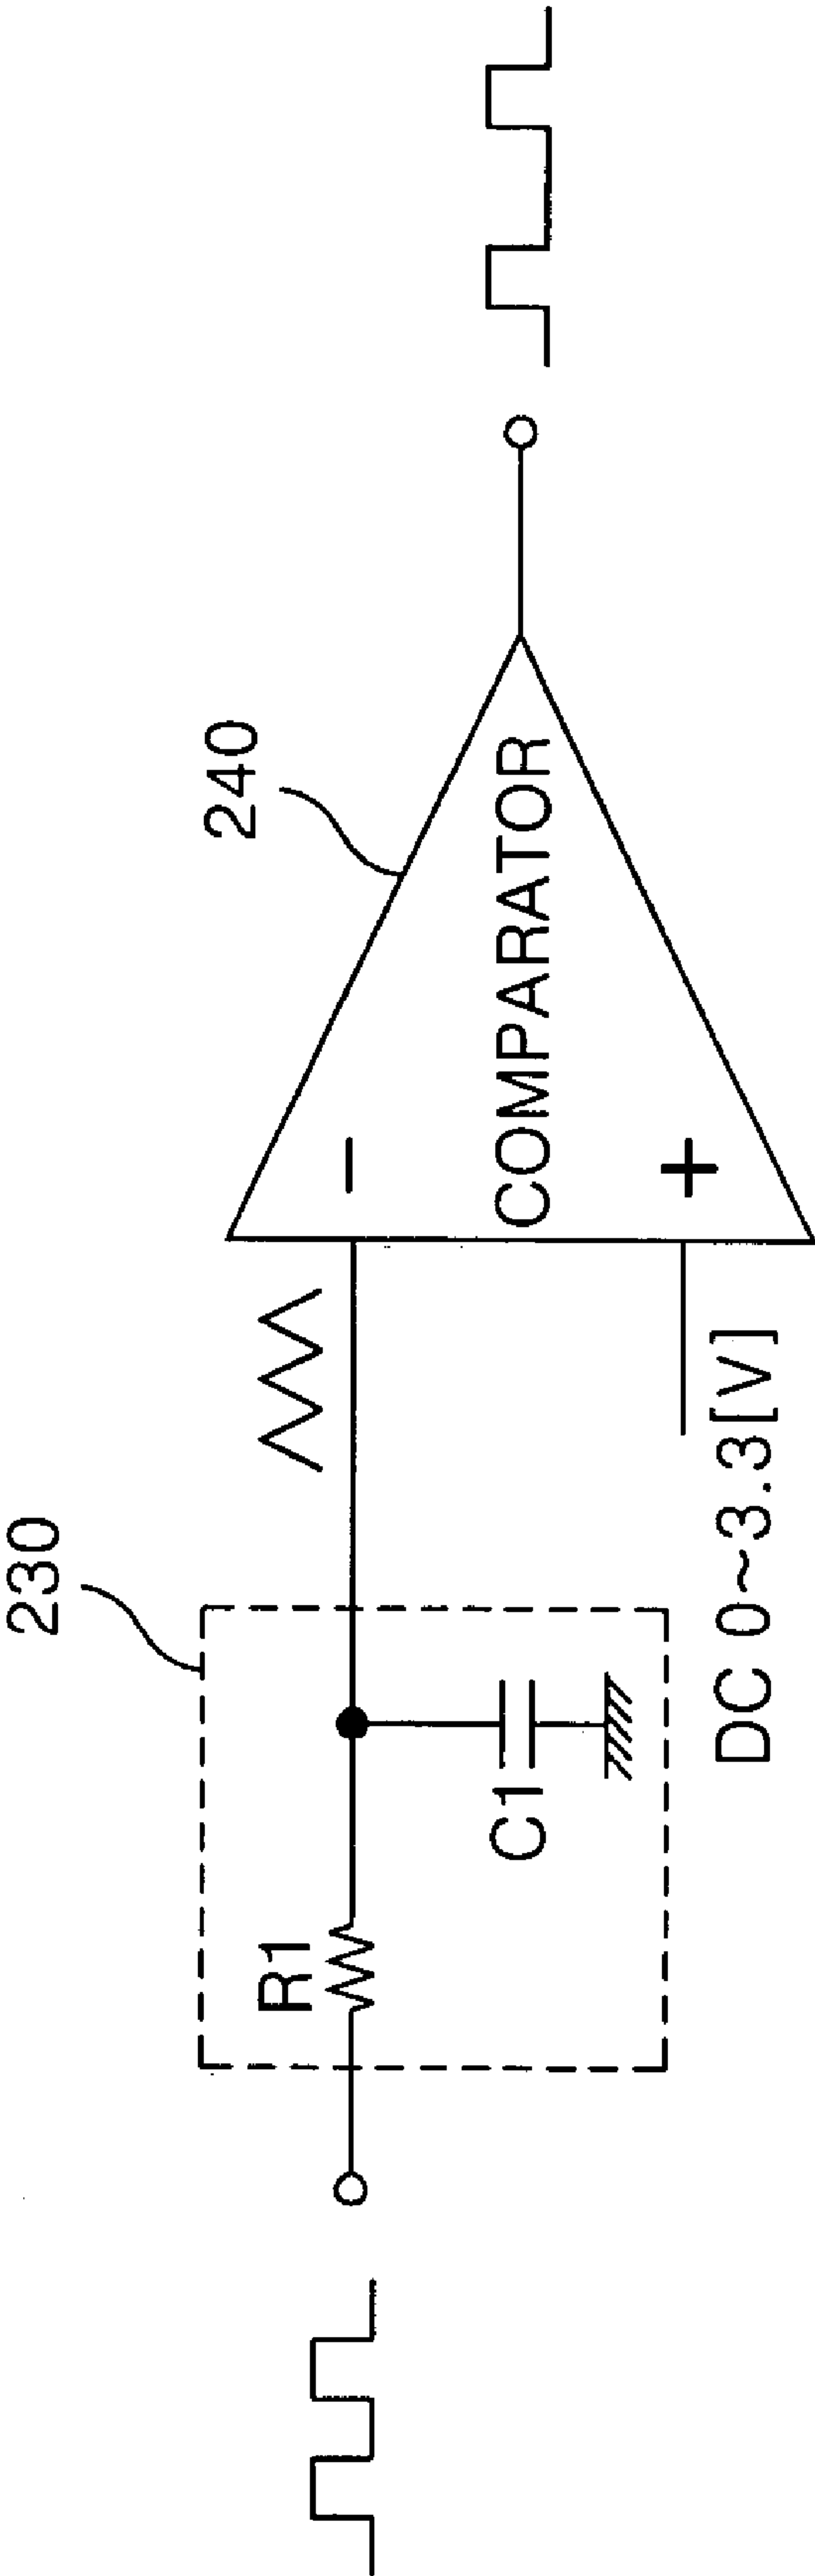 230
240
R1
C1
−
+
COMPARATOR
DC 0~3.3[V]